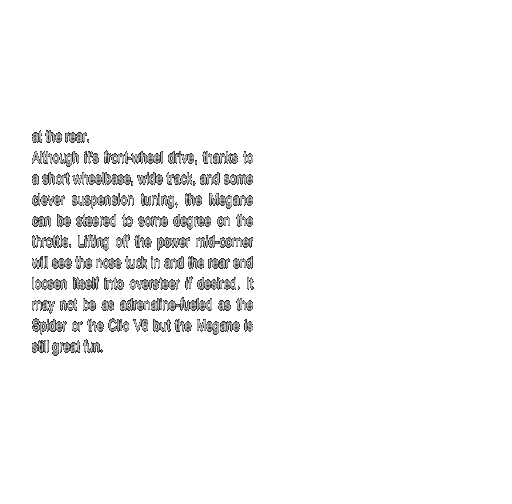 at the rear.
Although it's front-wheel drive, thanks to
a short wheelbase, wide track, and some
clever suspension tuning, the Megane
can be steered to some degree on the
throttle. Lifting off the power mid-corner
will see the nose tuck in and the rear end
loosen itself into oversteer if desired. It
may not be as adrenaline-fueled as the
Spider or the Clio V6 but the Megane is
still great fun.